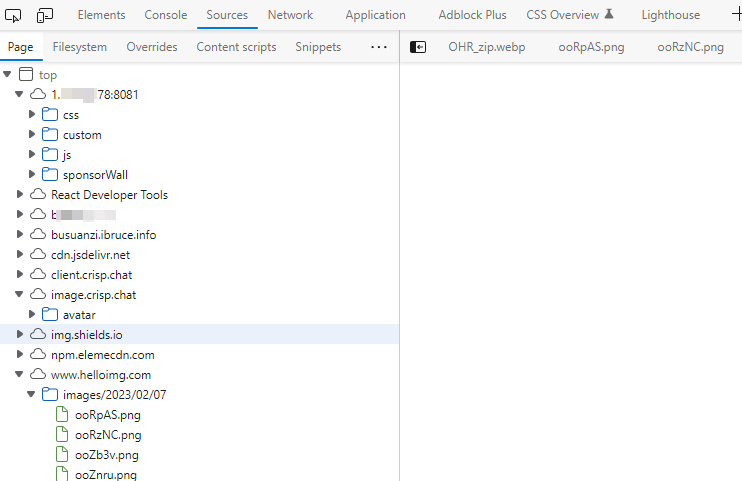 Elements Console Sources Network Application Adblock Plus CSS Overview Lighthouse
Page Filesystem Overrides Content scripts Snippets ··· OHR_zip.webp ooRpAS.png ooRzNC.png
top
1. 78:8081
css
custom
js
sponsorWall
React Developer Tools
busuanzi.ibruce.info
cdn.jsdelivr.net
client.crisp.chat
image.crisp.chat
avatar
img.shields.io
npm.elemecdn.com
www.helloimg.com
images/2023/02/07
ooRpAS.png
ooRzNC.png
ooZb3v.png
ooZnru.png